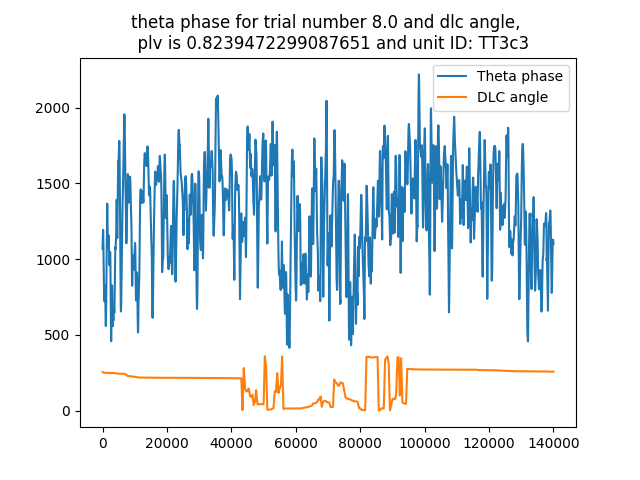 theta phase for trial number 8.0 and dlc angle,
plv is 0.8239472299087651 and unit ID: TT3c3
Theta phase
DLC angle
2000
1500
1000
500
0
0 20000 40000 60000 80000 100000 120000 140000